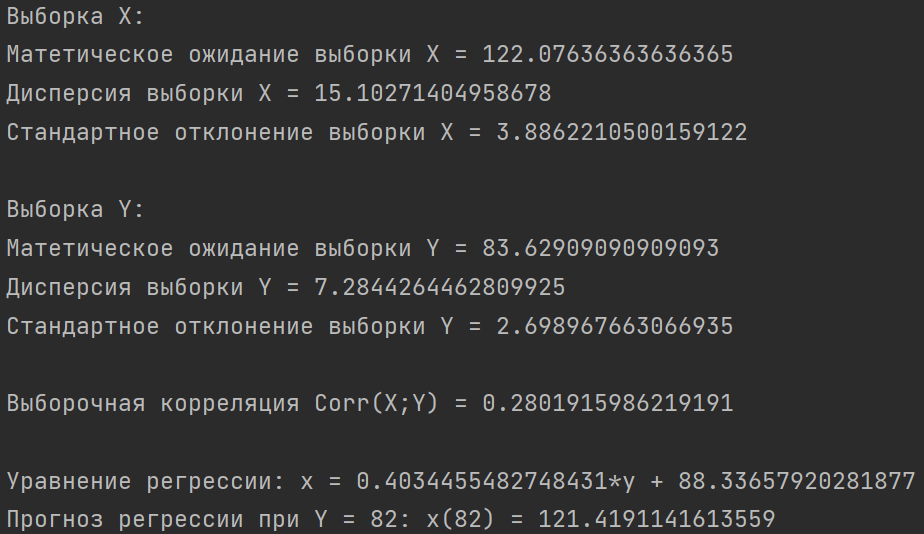 Выборка X:
Матетическое ожидание выборки X = 122.07636363636365
Дисперсия выборки X = 15.10271404958678
Стандартное отклонение выборки X = 3.8862210500159122
Выборка Y:
Матетическое ожидание выборки Y = 83.62909090909093
Дисперсия выборки Y = 7.2844264462809925
Стандартное отклонение выборки Y = 2.698967663066935
Выборочная корреляция Corr(X;Y) = 0.2801915986219191
Уравнение регрессии: x = 0.4034455482748431*y + 88.33657920281877
Прогноз регрессии при Y = 82: x(82) = 121.4191141613559